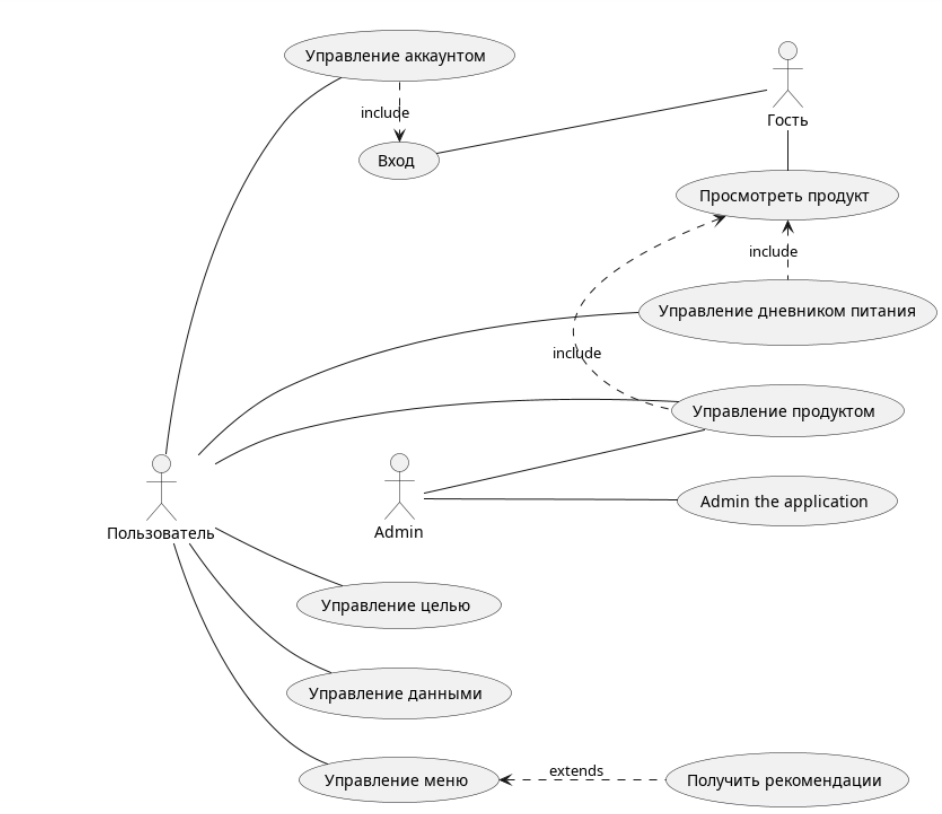 Управление аккаунтом
include
Гость
Вход
Просмотреть продукт
include
Управление дневником питания
include
Управление продуктом
Admin the application
Пользователь
Admin
Управление целью
Управление данными
Управление меню
extends
Получить рекомендации